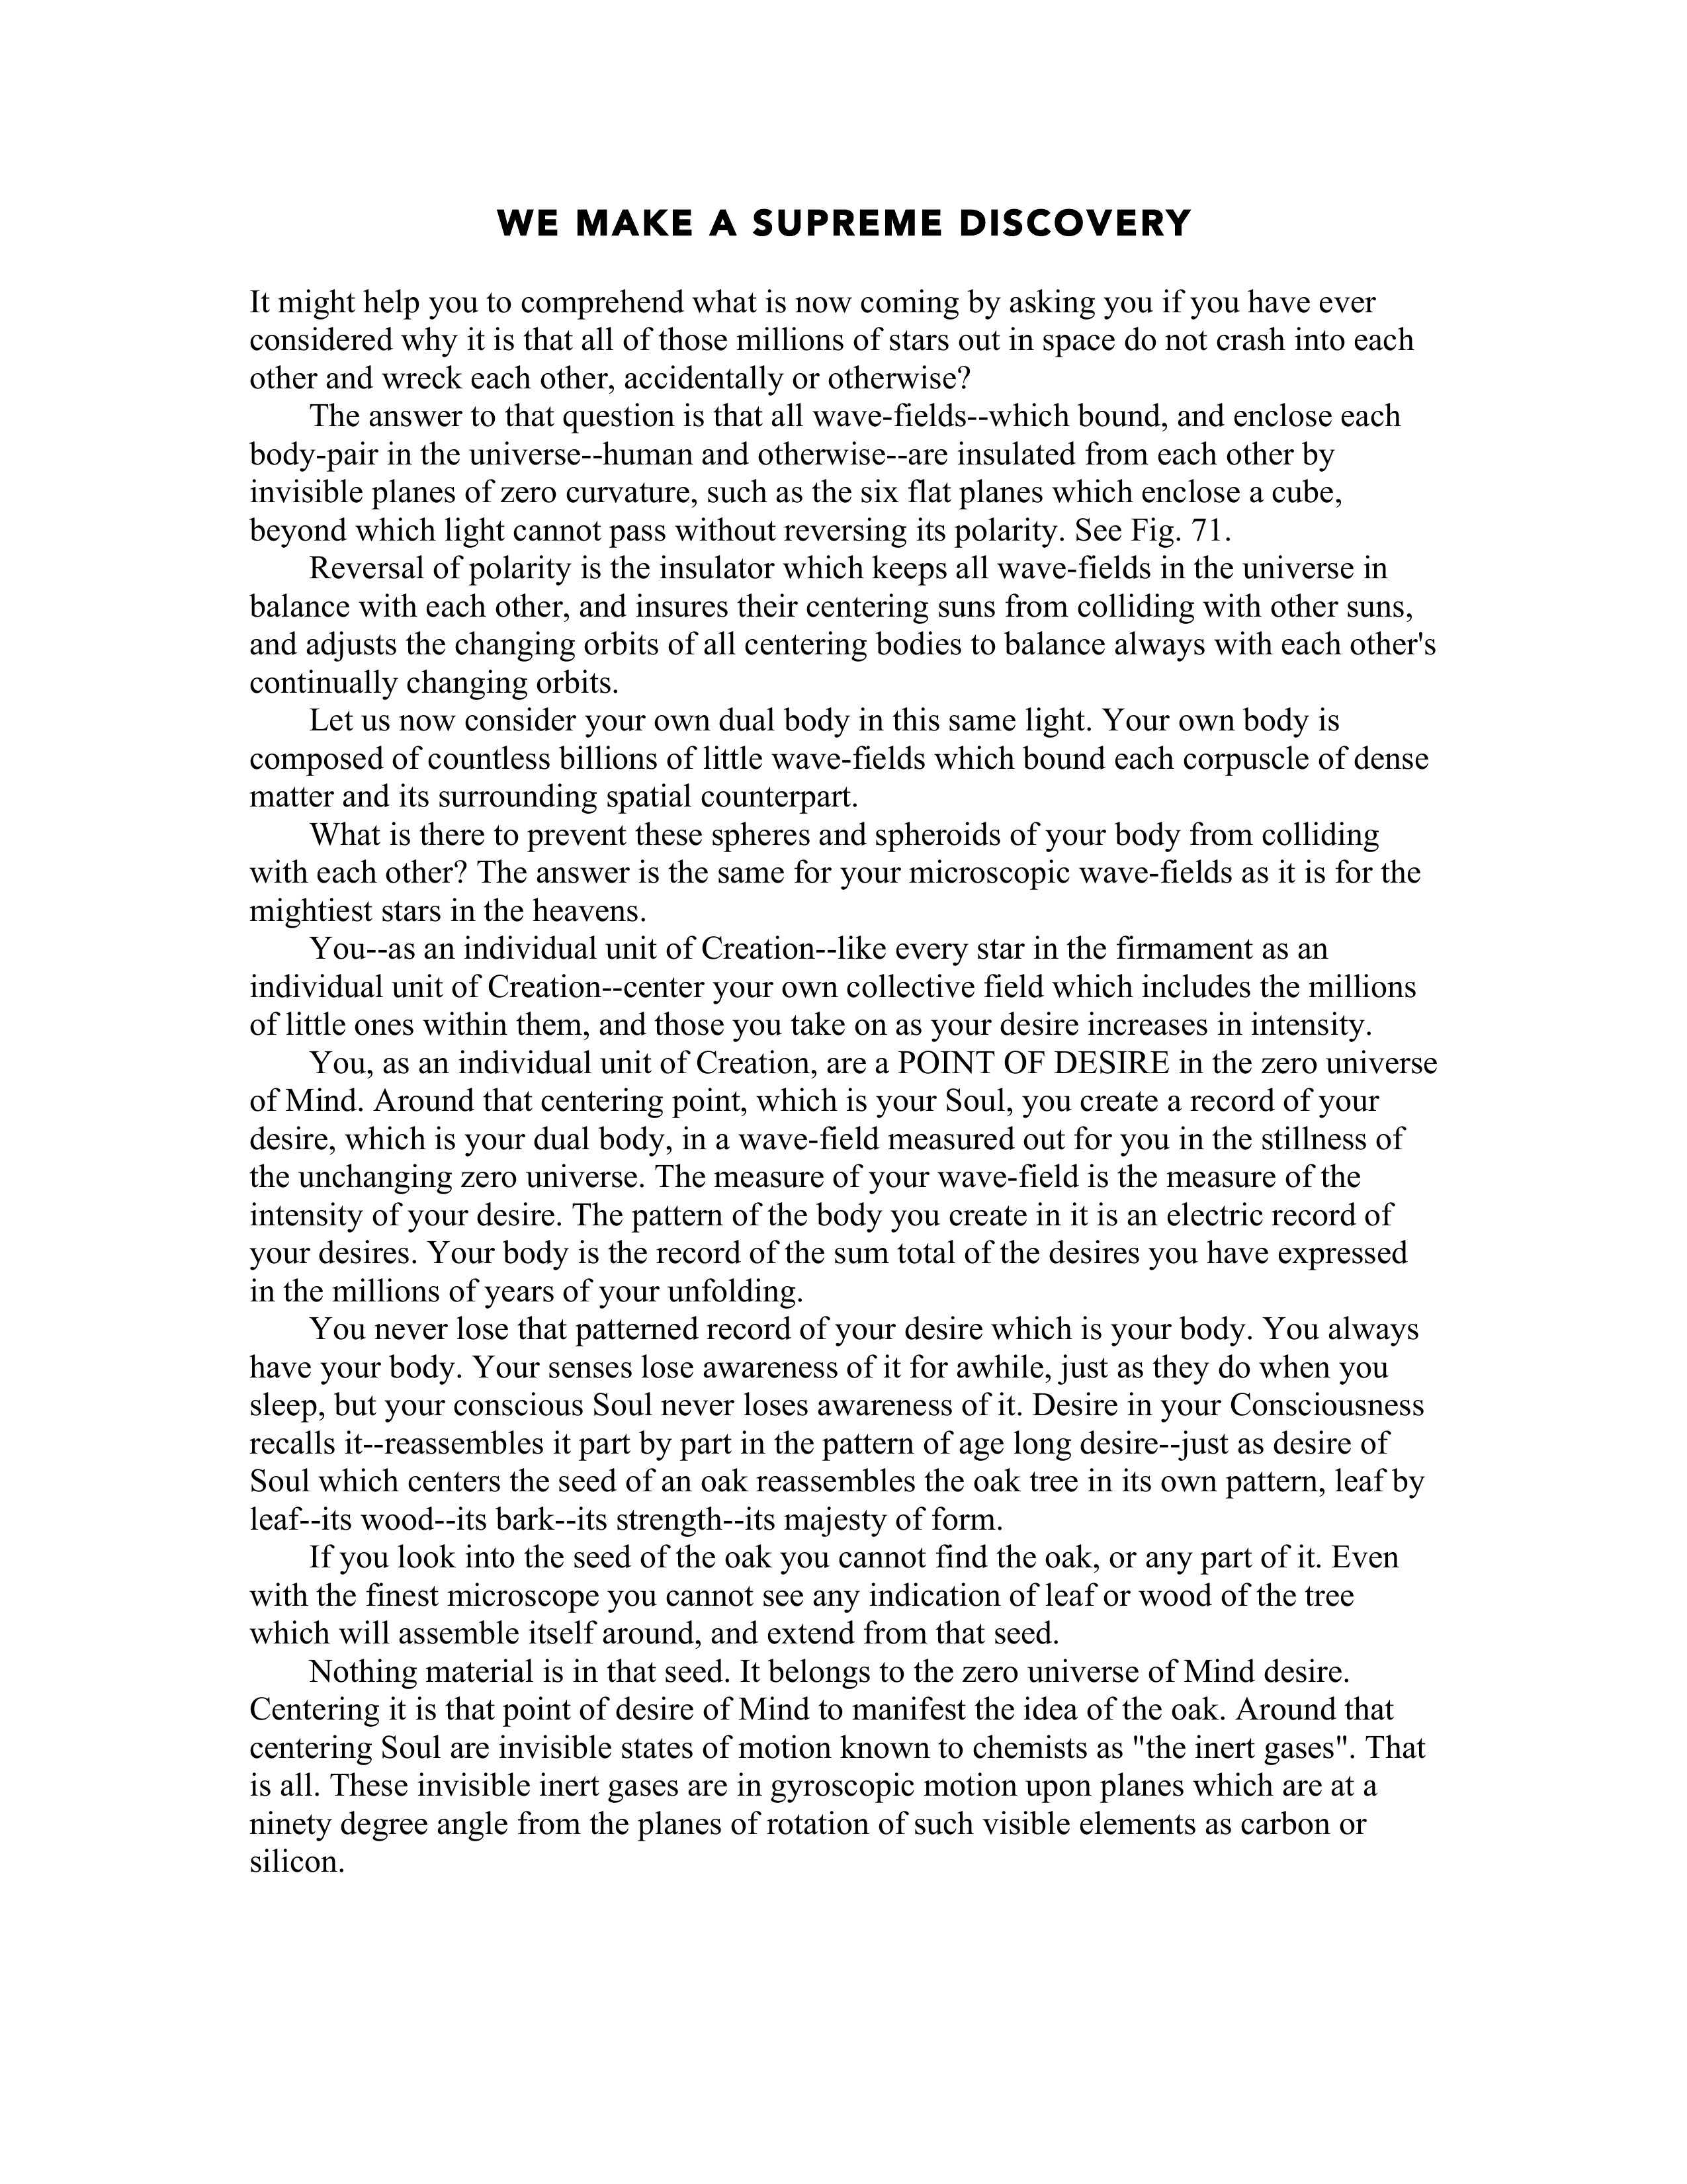 WE MAKE A SUPREME DISCOVERY
It might help you to comprehend what is now coming by asking you if you have ever
considered why it is that all of those millions of stars out in space do not crash into each
other and wreck each other, accidentally or otherwise?
The answer to that question is that all wave-fields--which bound, and enclose each
body-pair in the universe--human and otherwise--are insulated from each other by
invisible planes of zero curvature, such as the six flat planes which enclose a cube,
beyond which light cannot pass without reversing its polarity. See Fig. 71.
Reversal of polarity is the insulator which keeps all wave-fields in the universe in
balance with each other, and insures their centering suns from colliding with other suns,
and adjusts the changing orbits of all centering bodies to balance always with each other's
continually changing orbits.
Let us now consider your own dual body in this same light. Your own body is
composed of countless billions of little wave-fields which bound each corpuscle of dense
matter and its surrounding spatial counterpart.
What is there to prevent these spheres and spheroids of your body from colliding
with each other? The answer is the same for your microscopic wave-fields as it is for the
mightiest stars in the heavens.
You--as an individual unit of Creation--like every star in the firmament as an
individual unit of Creation--center your own collective field which includes the millions
of little ones within them, and those you take on as your desire increases in intensity.
You, as an individual unit of Creation, are a POINT OF DESIRE in the zero universe
of Mind. Around that centering point, which is your Soul, you create a record of your
desire, which is your dual body, in a wave-field measured out for you in the stillness of
the unchanging zero universe. The measure of your wave-field is the measure of the
intensity of your desire. The pattern of the body you create in it is an electric record of
your desires. Your body is the record of the sum total of the desires you have expressed
in the millions of years of your unfolding.
You never lose that patterned record of your desire which is your body. You always
have your body. Your senses lose awareness of it for awhile, just as they do when you
sleep, but your conscious Soul never loses awareness of it. Desire in your Consciousness
recalls it--reassembles it part by part in the pattern of age long desire--just as desire of
Soul which centers the seed of an oak reassembles the oak tree in its own pattern, leaf by
leaf--its wood--its bark--its strength--its majesty of form.
If you look into the seed of the oak you cannot find the oak, or any part of it. Even
with the finest microscope you cannot see any indication of leaf or wood of the tree
which will assemble itself around, and extend from that seed.
Nothing material is in that seed. It belongs to the zero universe of Mind desire.
Centering it is that point of desire of Mind to manifest the idea of the oak. Around that
centering Soul are invisible states of motion known to chemists as "the inert gases". That
is all. These invisible inert gases are in gyroscopic motion upon planes which are at a
ninety degree angle from the planes of rotation of such visible elements as carbon or
silicon.